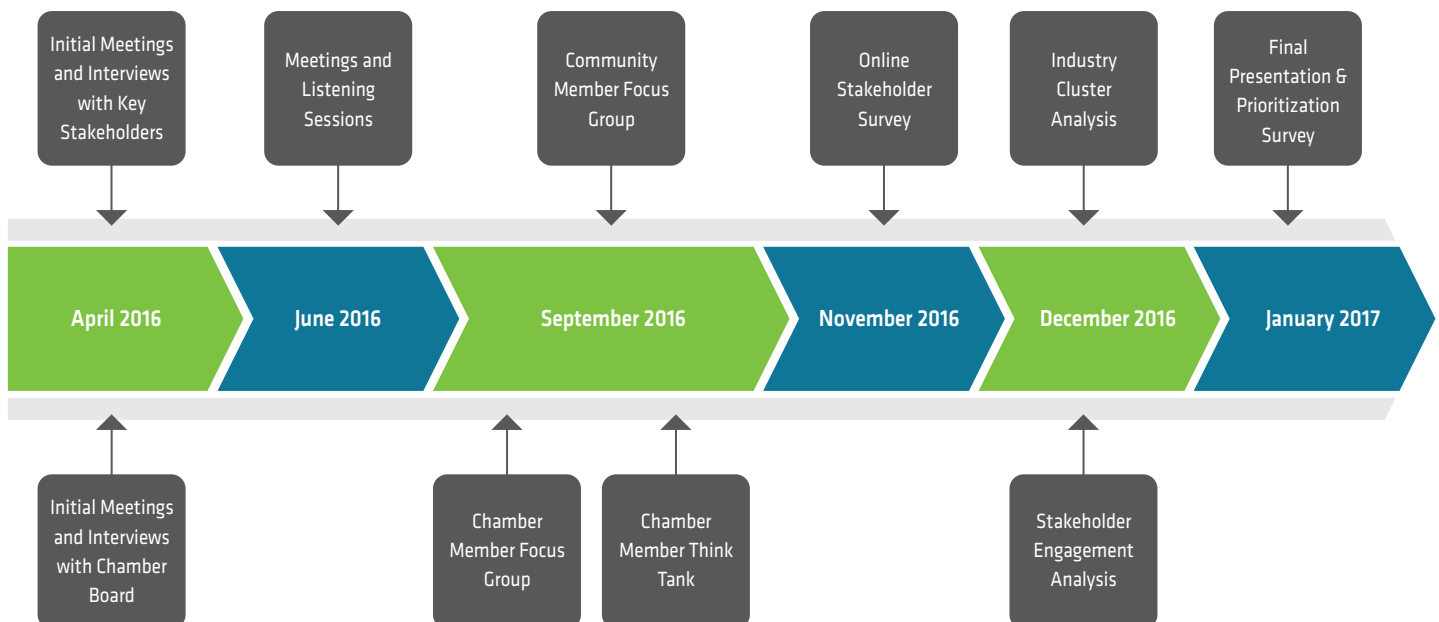 Initial Meetings
and Interviews
with Key
Stakeholders
Meetings and
Listening
Sessions
Community
Member Focus
Group
Online
Stakeholder
Survey
Industry
Cluster
Analysis
Final
Presentation &
Prioritization
Survey
April 2016
June 2016
September 2016
November 2016
December 2016
January 2017
Initial Meetings
and Interviews
with Chamber
Board
Chamber
Member Focus
Group
Chamber
Member Think
Tank
Stakeholder
Engagement
Analysis